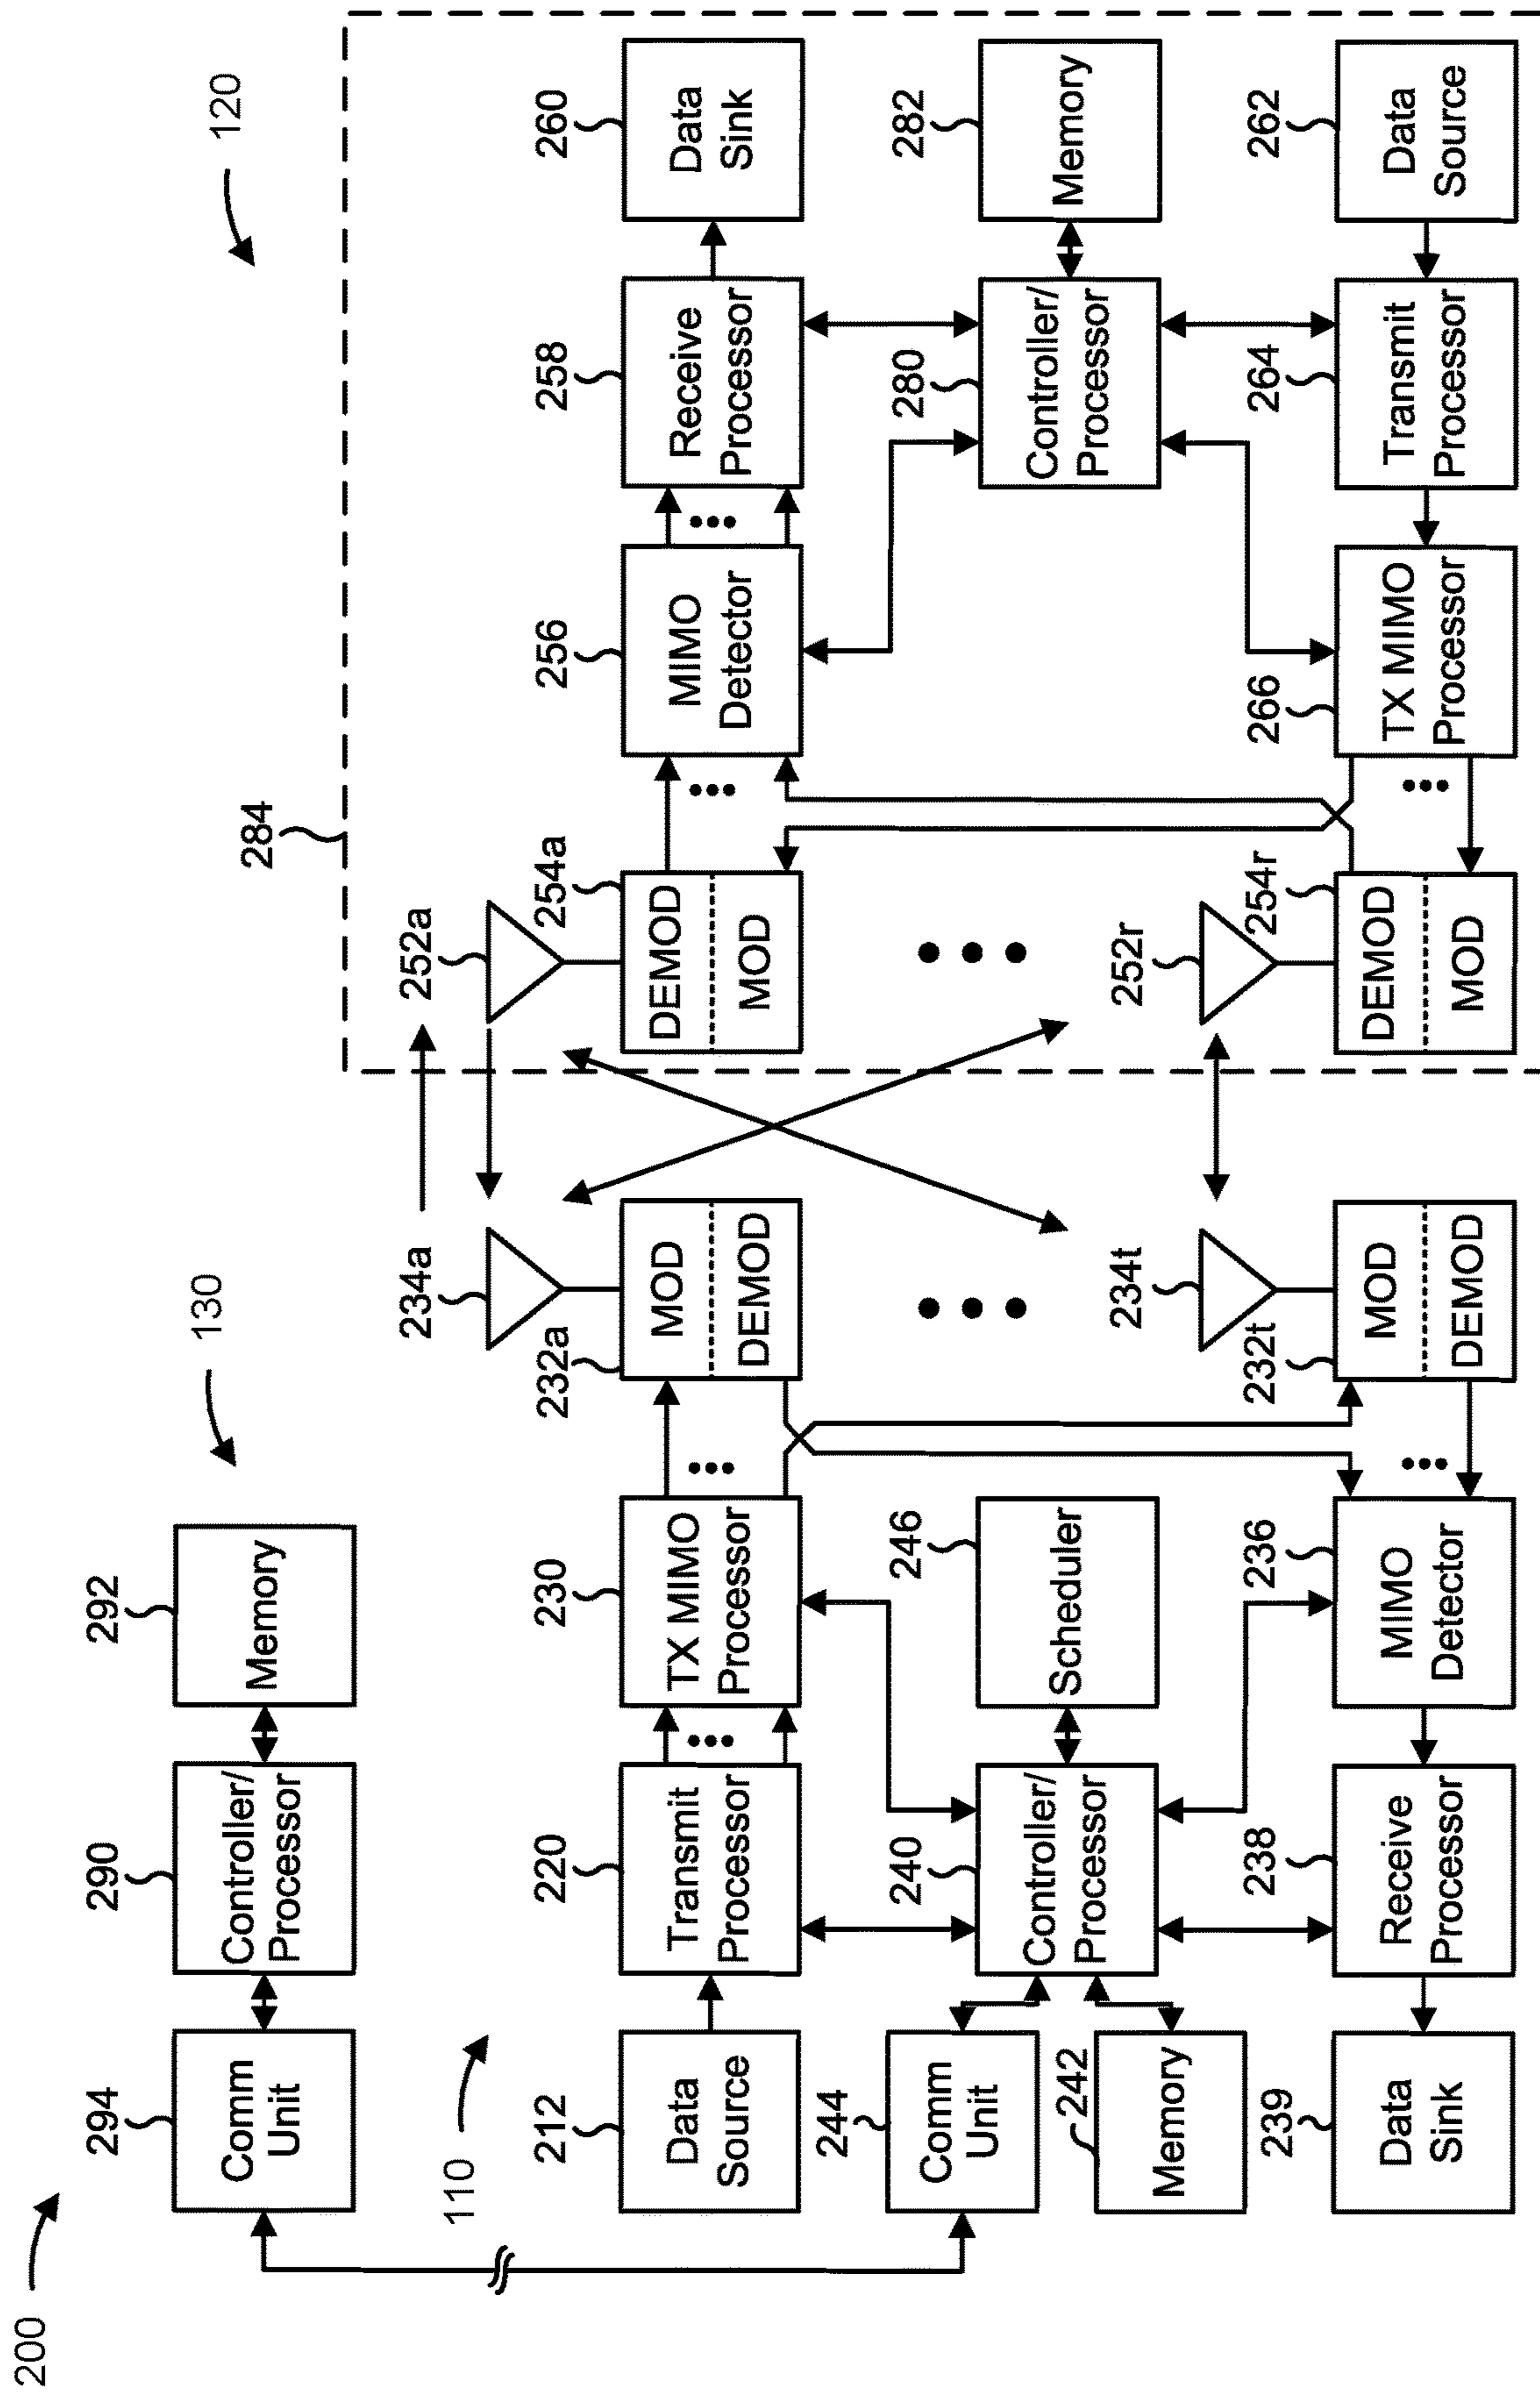 200
130
120
294
Comm
Unit
290
Controller/
Processor
292
Memory
284
110
212
Data
Source
220
Transmit
Processor
230
TX MIMO
Processor
232a
MOD
DEMOD
234a
252a
254a
DEMOD
MOD
256
MIMO
Detector
258
Receive
Processor
260
Data
Sink
244
Comm
Unit
242
Memory
240
Controller/
Processor
246
Scheduler
280
Controller/
Processor
282
Memory
239
Data
Sink
238
Receive
Processor
236
MIMO
Detector
232t
MOD
DEMOD
234t
252r
254r
DEMOD
MOD
266
TX MIMO
Processor
264
Transmit
Processor
262
Data
Source